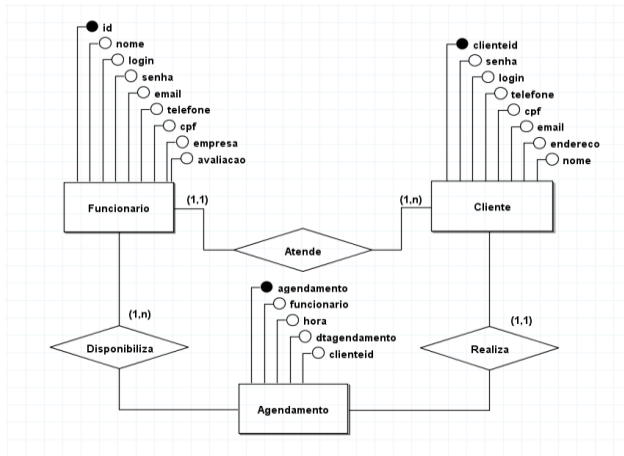 id
nome
login
senha
email
telefone
cpf
empresa
avaliacao
Funcionario
clienteid
senha
login
telefone
cpf
email
endereco
nome
Cliente
(1,1)
(1,n)
Atende
agendamento
funcionario
hora
dtagendamento
clienteid
Agendamento
(1,n)
Disponibiliza
(1,1)
Realiza